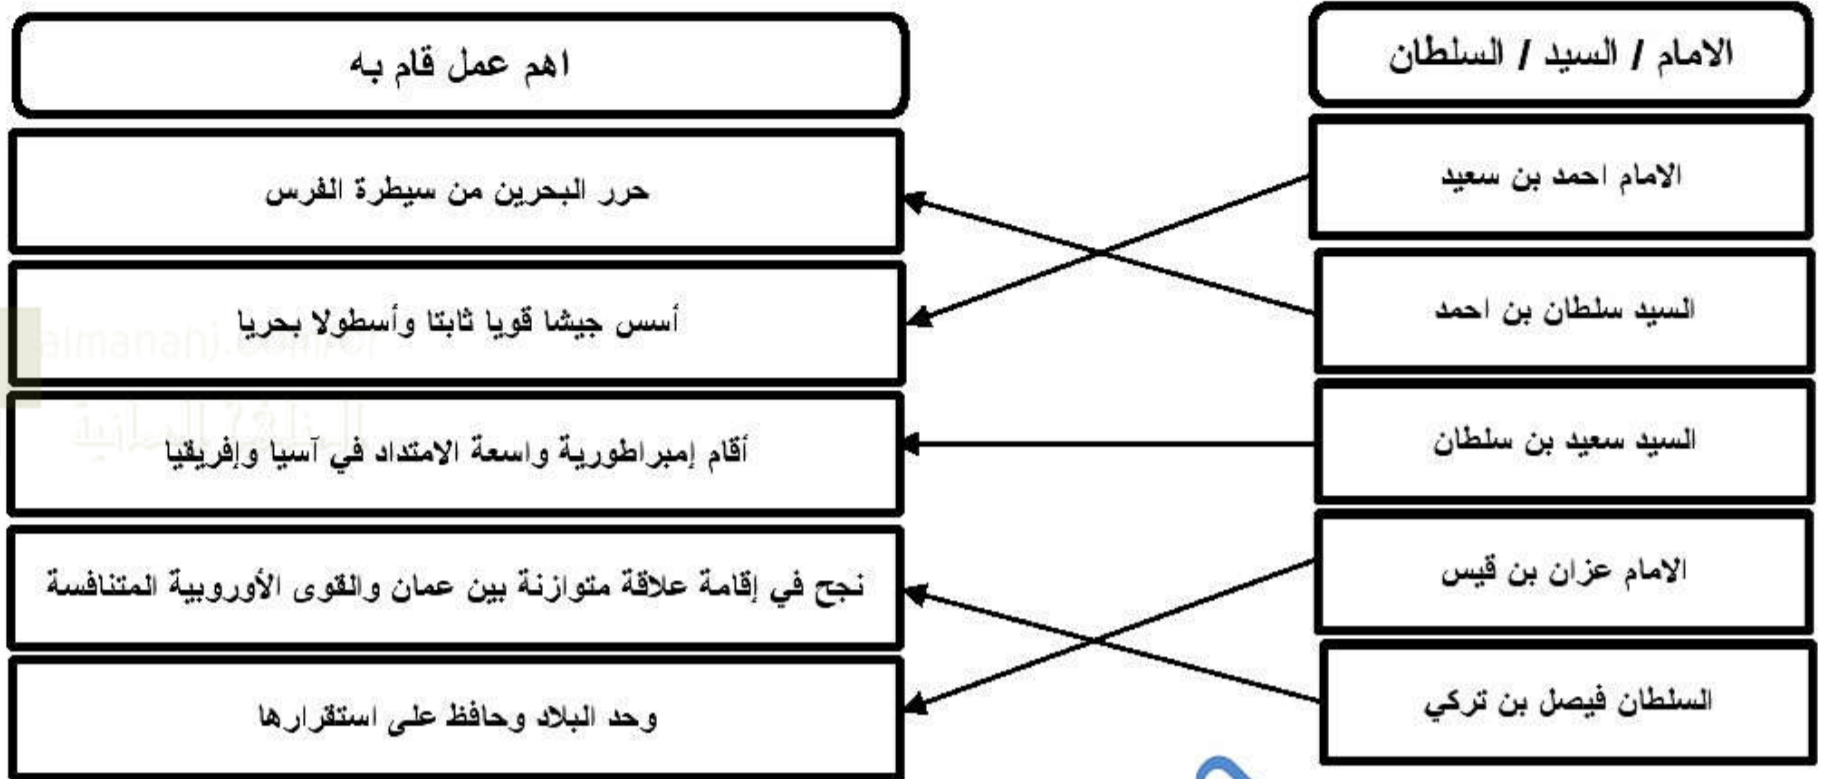 الامام / السيد / السلطان
اهم عمل قام به
الامام احمد بن سعيد
حرر البحرين من سيطرة الفرس
السيد سلطان بن احمد
أسس جيشا قويا ثابتا وأسطولا بحريا
السيد سعيد بن سلطان
أقام إمبراطورية واسعة الامتداد في آسيا وإفريقيا
الامام عزان بن قيس
نجح في إقامة علاقة متوازنة بين عمان والقوى الأوروبية المتنافسة
السلطان فيصل بن تركي
وحد البلاد وحافظ على استقرارها